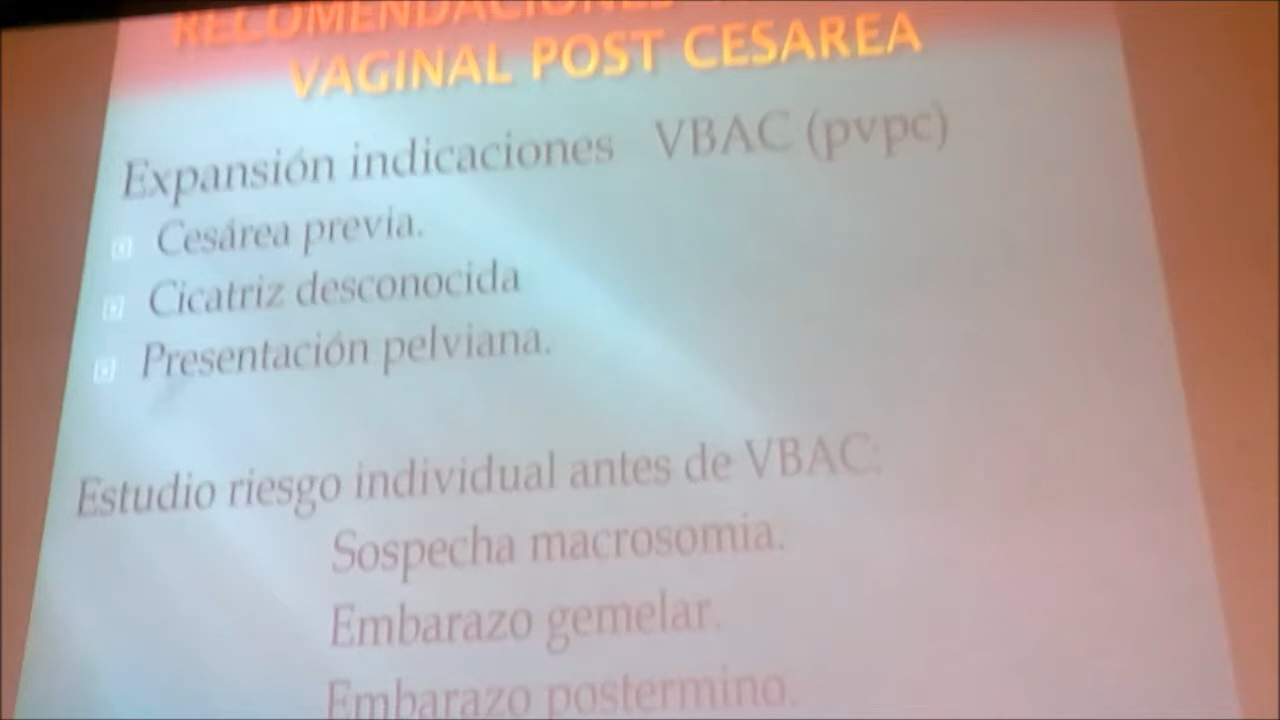 RECOMENDACIONES
VAGINAL POST CESAREA
Expansión indicaciones VBAC (pvpc)
Cesárea previa.
Cicatriz desconocida
Presentación pelviana.
Estudio riesgo individual antes de VBAC:
Sospecha macrosomia.
Embarazo gemelar.
Embarazo postermino.